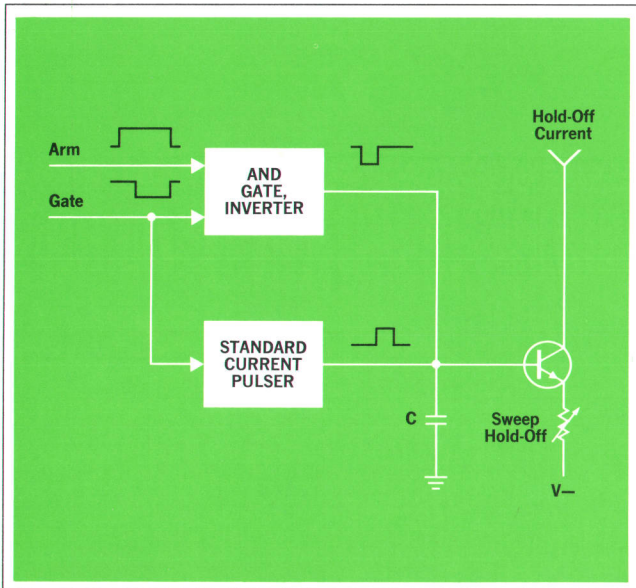 Arm
Gate
AND
GATE,
INVERTER
STANDARD
CURRENT
PULSER
C
Hold-Off
Current
Sweep
Hold-Off
V—